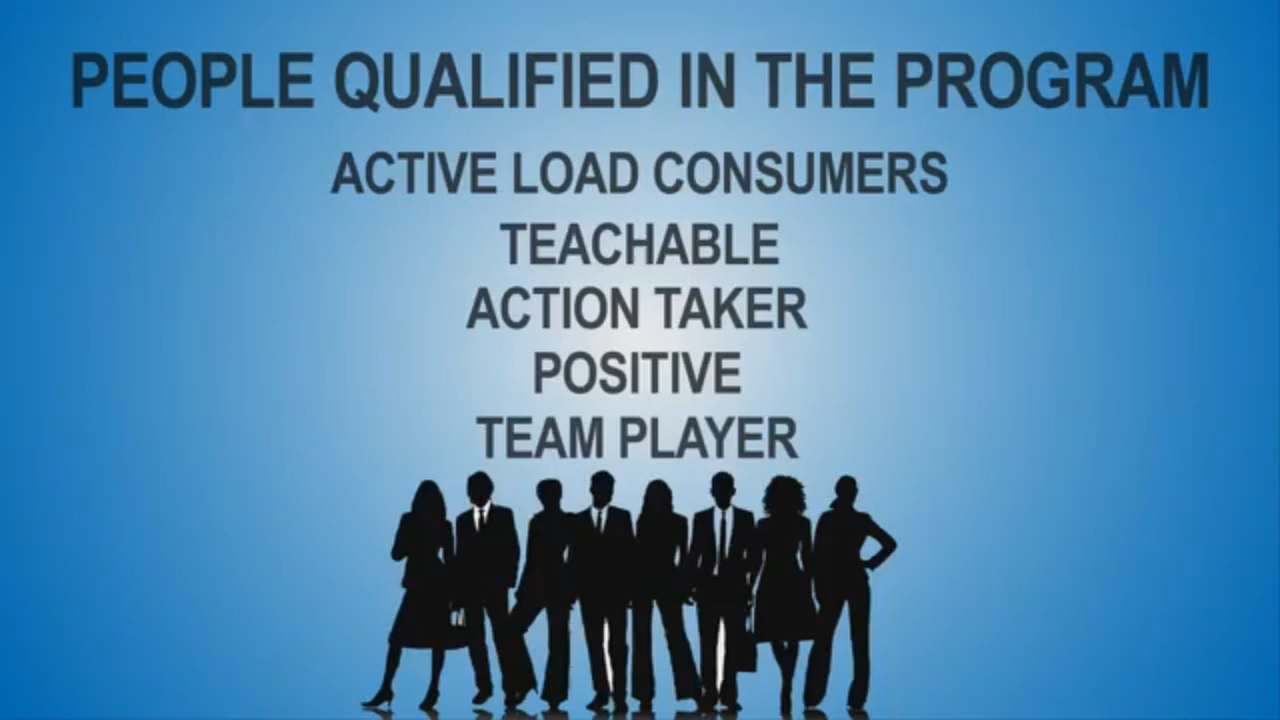 PEOPLE QUALIFIED IN THE PROGRAM
ACTIVE LOAD CONSUMERS
TEACHABLE
ACTION TAKER
POSITIVE
TEAM PLAYER